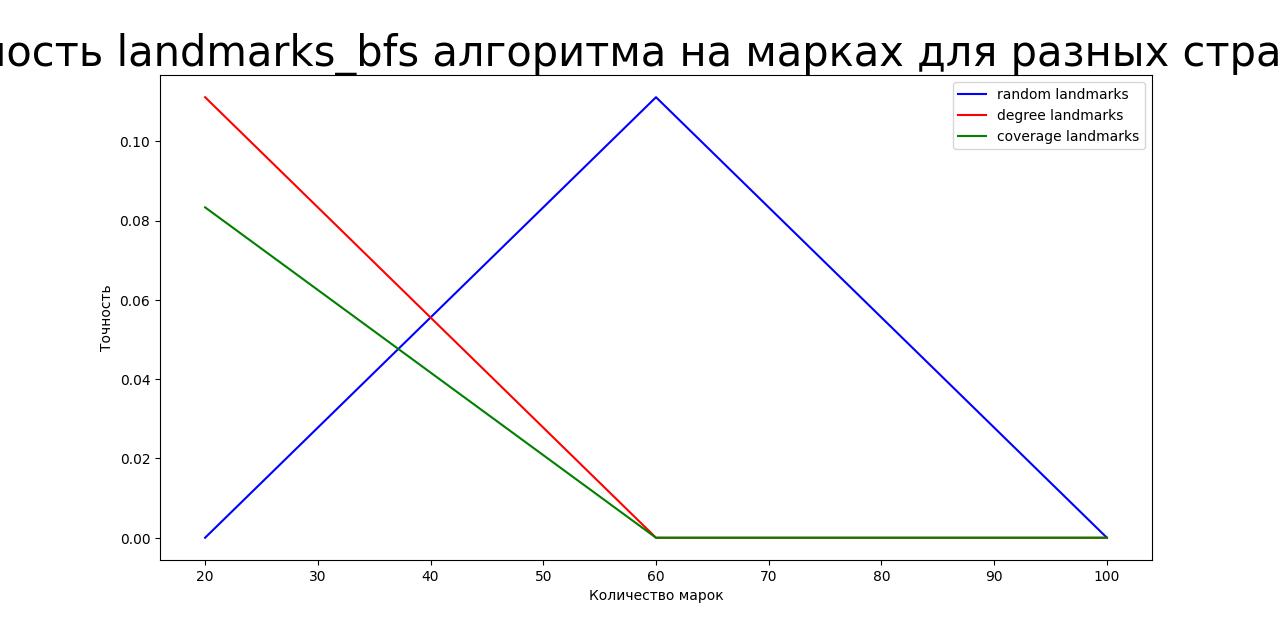 ость landmarks_bfs алгоритма на марках для разных стра
random landmarks
degree landmarks
coverage landmarks
0.10
0.08
0.06
0.04
0.02
0.00
Точность
20 30 40 50 60 70 80 90 100
Количество марок